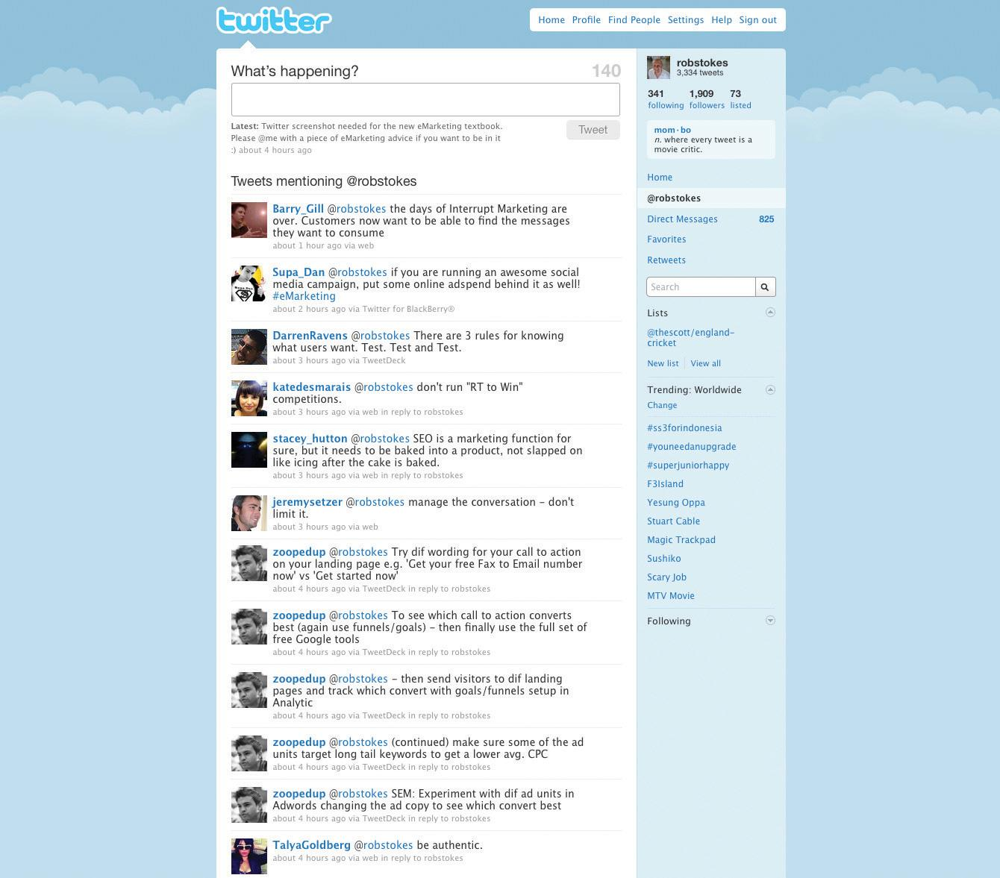 twitter
Home Profile Find People Settings Help Sign out
What's happening? 140
Latest: Twitter screenshot needed for the new eMarketing textbook.
Please @me with a piece of eMarketing advice if you want to be in it
:) about 4 hours ago
Tweet
Tweets mentioning @robstokes
Barry_Gill @robstokes the days of Interrupt Marketing are
over. Customers now want to be able to find the messages
they want to consume
about 1 hour ago via web
Supa_Dan @robstokes if you are running an awesome social
media campaign, put some online adspend behind it as well!
#eMarketing
about 2 hours ago via Twitter for BlackBerry®
DarrenRavens @robstokes There are 3 rules for knowing
what users want. Test. Test and Test.
about 3 hours ago via TweetDeck
katedesmarais @robstokes don't run "RT to Win"
competitions.
about 3 hours ago via web in reply to robstokes
stacey_hutton @robstokes SEO is a marketing function for
sure, but it needs to be baked into a product, not slapped on
like icing after the cake is baked.
about 3 hours ago via web in reply to robstokes
jeremysetzer @robstokes manage the conversation - don't
limit it.
about 3 hours ago via web
zoopedup @robstokes Try dif wording for your call to action
on your landing page e.g. 'Get your free Fax to Email number
now' vs 'Get started now'
about 4 hours ago via TweetDeck in reply to robstokes
zoopedup @robstokes To see which call to action converts
best (again use funnels/goals) - then finally use the full set of
free Google tools
about 4 hours ago via TweetDeck in reply to robstokes
zoopedup @robstokes - then send visitors to dif landing
pages and track which convert with goals/funnels setup in
Analytic
about 4 hours ago via TweetDeck in reply to robstokes
zoopedup @robstokes (continued) make sure some of the ad
units target long tail keywords to get a lower avg. CPC
about 4 hours ago via TweetDeck in reply to robstokes
zoopedup @robstokes SEM: Experiment with dif ad units in
Adwords changing the ad copy to see which convert best
about 4 hours ago via TweetDeck in reply to robstokes
TalyaGoldberg @robstokes be authentic.
about 4 hours ago via web in reply to robstokes
robstokes
3,334 tweets
341 1,909 73
following followers listed
mom·bo
n. where every tweet is a
movie critic.
Home
@robstokes
Direct Messages 825
Favorites
Retweets
Search
Lists
@thescott/england-
cricket
New list View all
Trending: Worldwide
Change
#ss3forindonesia
#youneedanupgrade
#superjuniorhappy
F3Island
Yesung Oppa
Stuart Cable
Magic Trackpad
Sushiko
Scary Job
MTV Movie
Following